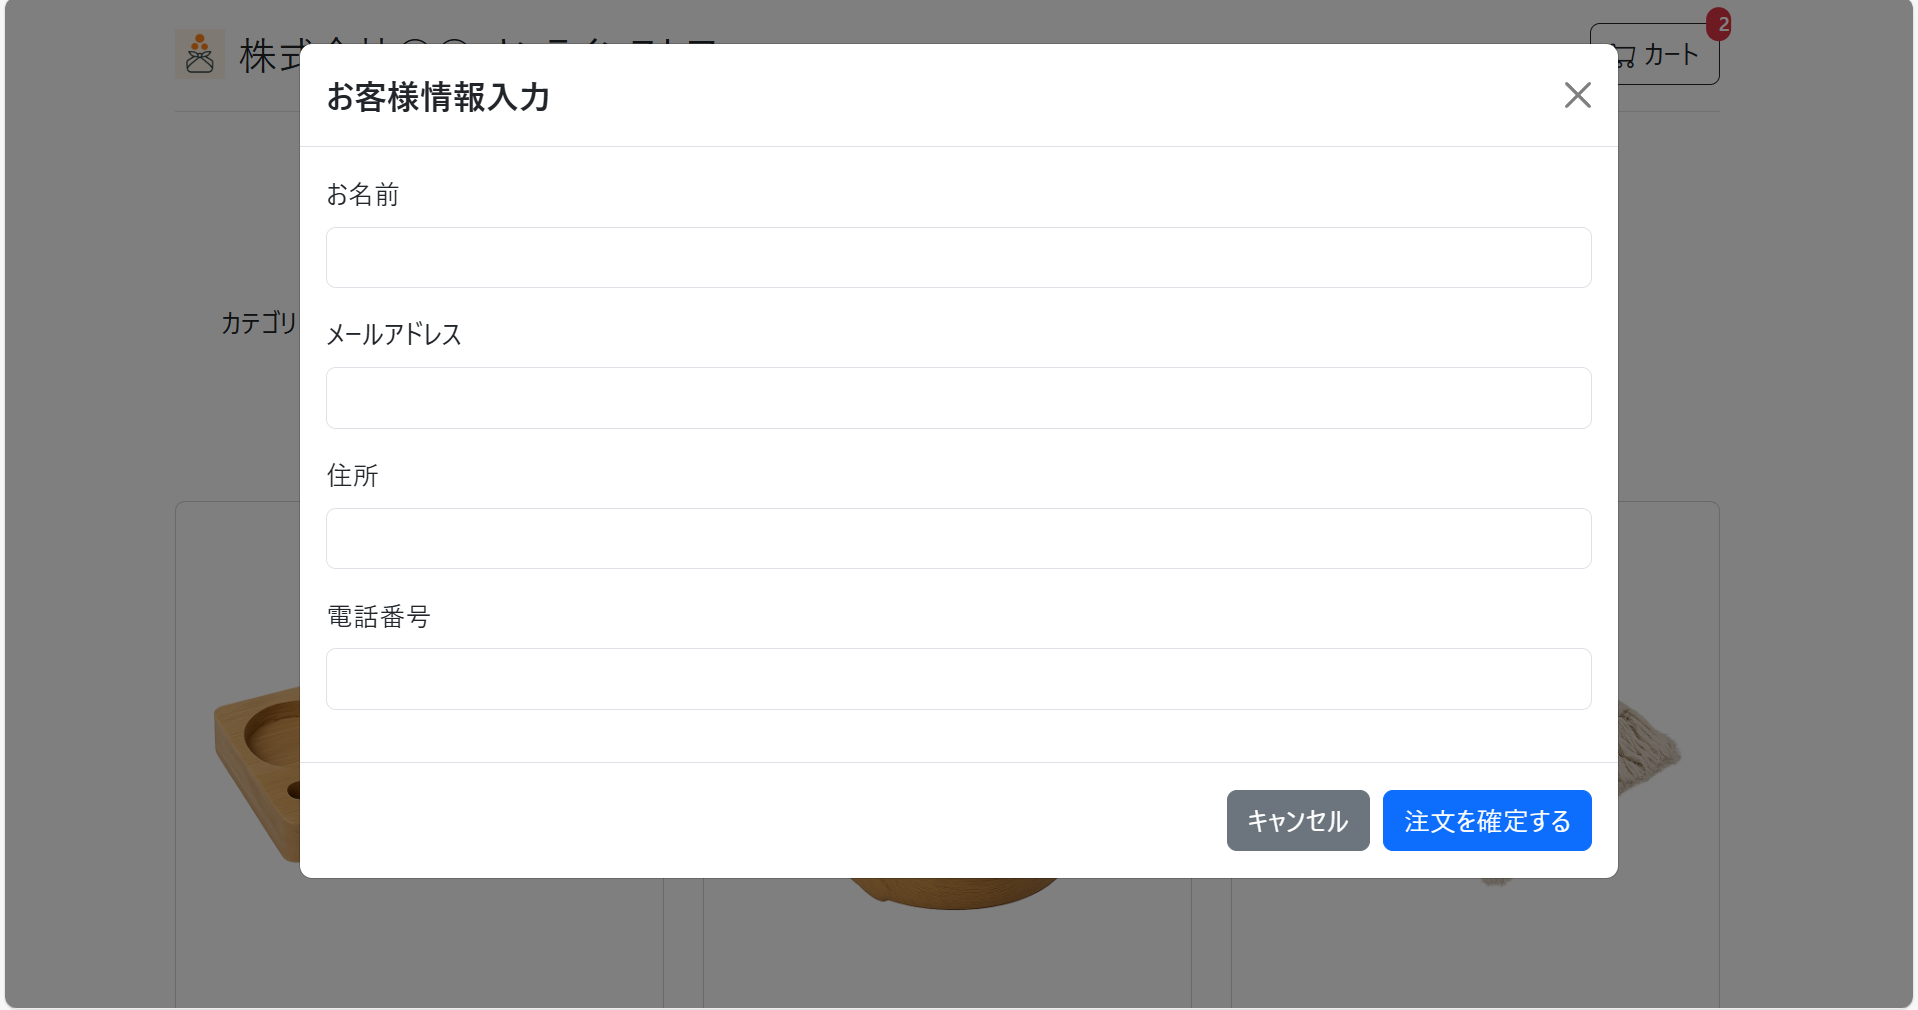 株式
カート
2
お客様情報入力
お名前
メールアドレス
カテゴリ
住所
電話番号
キャンセル
注文を確定する